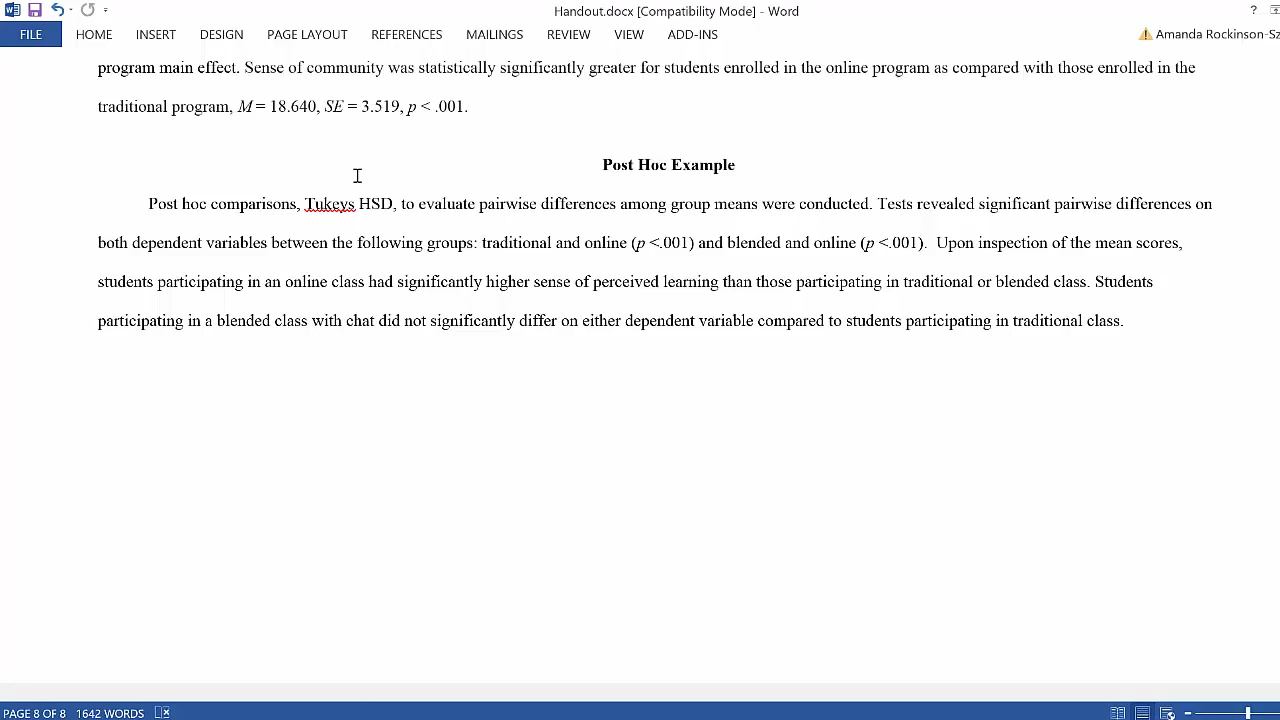 Handout.docx [Compatibility Mode] - Word
?
FILE HOME INSERT DESIGN PAGE LAYOUT REFERENCES MAILINGS REVIEW VIEW ADD-INS Amanda Rockinson-Sz
program main effect. Sense of community was statistically significantly greater for students enrolled in the online program as compared with those enrolled in the
traditional program, M = 18.640, SE = 3.519, p < .001.
Post Hoc Example
Post hoc comparisons, Tukeys HSD, to evaluate pairwise differences among group means were conducted. Tests revealed significant pairwise differences on
both dependent variables between the following groups: traditional and online (p <.001) and blended and online (p <.001).  Upon inspection of the mean scores,
students participating in an online class had significantly higher sense of perceived learning than those participating in traditional or blended class. Students
participating in a blended class with chat did not significantly differ on either dependent variable compared to students participating in traditional class.
PAGE 8 OF 8 1642 WORDS